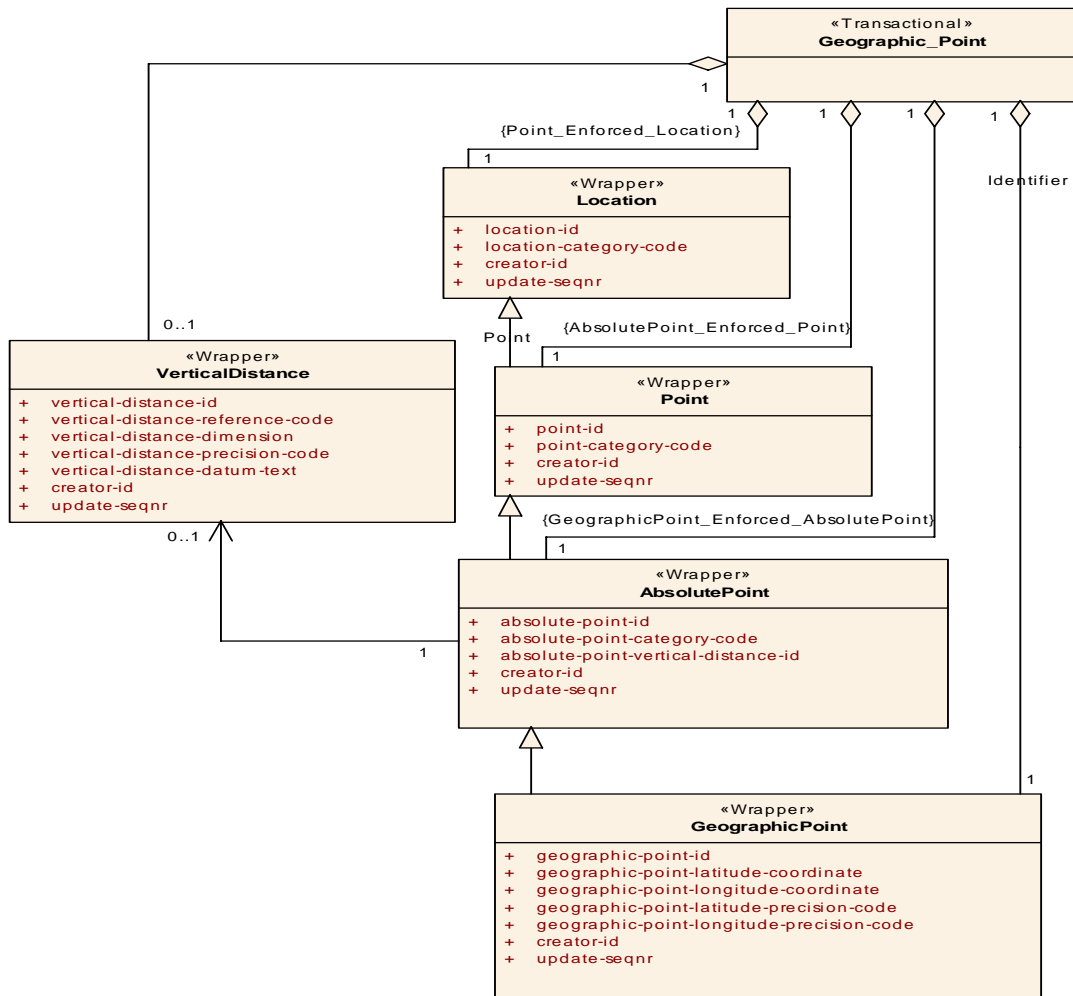 «Transactional»
Geographic_Point
1
1
1
1
1
{Point_Enforced_Location}
1
Identifier
«Wrapper»
Location
+ location-id
+ location-category-code
+ creator-id
+ update-seqnr
0..1
Point
{AbsolutePoint_Enforced_Point}
1
«Wrapper»
VerticalDistance
+ vertical-distance-id
+ vertical-distance-reference-code
+ vertical-distance-dimension
+ vertical-distance-precision-code
+ vertical-distance-datum-text
+ creator-id
+ update-seqnr
«Wrapper»
Point
+ point-id
+ point-category-code
+ creator-id
+ update-seqnr
{GeographicPoint_Enforced_AbsolutePoint}
0..1
1
«Wrapper»
AbsolutePoint
+ absolute-point-id
+ absolute-point-category-code
+ absolute-point-vertical-distance-id
+ creator-id
+ update-seqnr
1
1
«Wrapper»
GeographicPoint
+ geographic-point-id
+ geographic-point-latitude-coordinate
+ geographic-point-longitude-coordinate
+ geographic-point-latitude-precision-code
+ geographic-point-longitude-precision-code
+ creator-id
+ update-seqnr